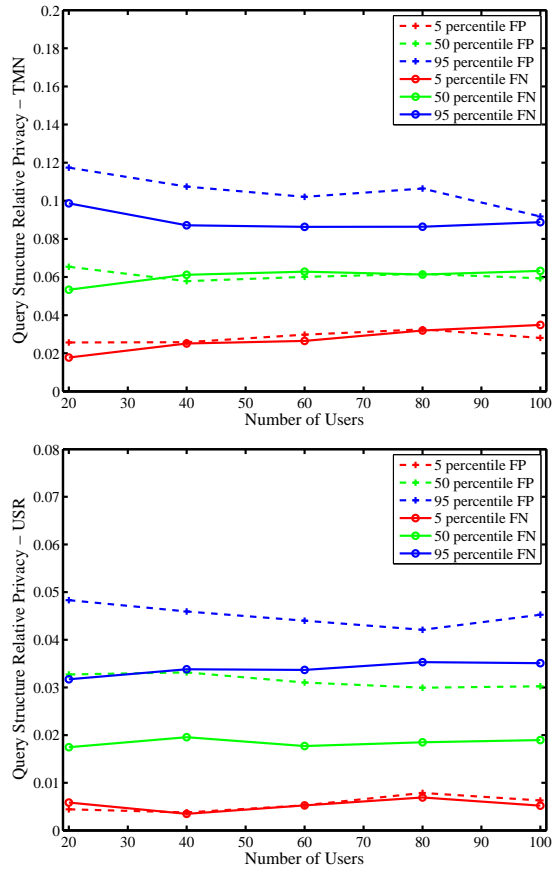 0.2
0.18
0.16
0.14
0.12
0.1
0.08
0.06
0.04
0.02
0
Query Structure Relative Privacy − TMN
5 percentile FP
50 percentile FP
95 percentile FP
5 percentile FN
50 percentile FN
95 percentile FN
20 30 40 50 60 70 80 90 100
Number of Users
0.08
0.07
0.06
0.05
0.04
0.03
0.02
0.01
0
Query Structure Relative Privacy − USR
5 percentile FP
50 percentile FP
95 percentile FP
5 percentile FN
50 percentile FN
95 percentile FN
20 30 40 50 60 70 80 90 100
Number of Users